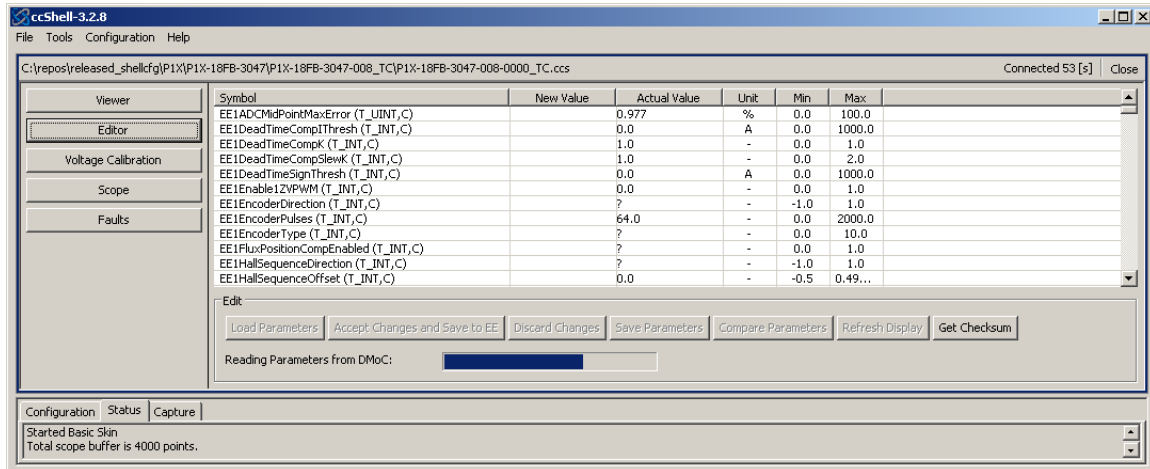 ccShell-3.2.8
File Tools Configuration Help
C:\repos\released_shellcfg\P1X\P1X-18FB-3047\P1X-18FB-3047-008_TC\P1X-18FB-3047-008-0000_TC.ccs Connected 53 [s] Close
Viewer
Editor
Voltage Calibration
Scope
Faults
Symbol New Value Actual Value Unit Min Max
EE1ADCMidPointMaxError (T_UINT,C) 0.977 % 0.0 100.0
EE1DeadTimeCompIThresh (T_INT,C) 0.0 A 0.0 1000.0
EE1DeadTimeCompK (T_INT,C) 1.0 - 0.0 1.0
EE1DeadTimeCompSlewK (T_INT,C) 1.0 - 0.0 2.0
EE1DeadTimeSignThresh (T_INT,C) 0.0 A 0.0 1000.0
EE1Enable1ZVPWM (T_INT,C) 0.0 - 0.0 1.0
EE1EncoderDirection (T_INT,C) ? - -1.0 1.0
EE1EncoderPulses (T_INT,C) 64.0 - 0.0 2000.0
EE1EncoderType (T_INT,C) ? - 0.0 10.0
EE1FluxPositionCompEnabled (T_INT,C) ? - 0.0 1.0
EE1HallSequenceDirection (T_INT,C) ? - -1.0 1.0
EE1HallSequenceOffset (T_INT,C) 0.0 - -0.5 0.49...
Edit
Load Parameters Accept Changes and Save to EE Discard Changes Save Parameters Compare Parameters Refresh Display Get Checksum
Reading Parameters from DMoC:
Configuration Status Capture
Started Basic Skin
Total scope buffer is 4000 points.